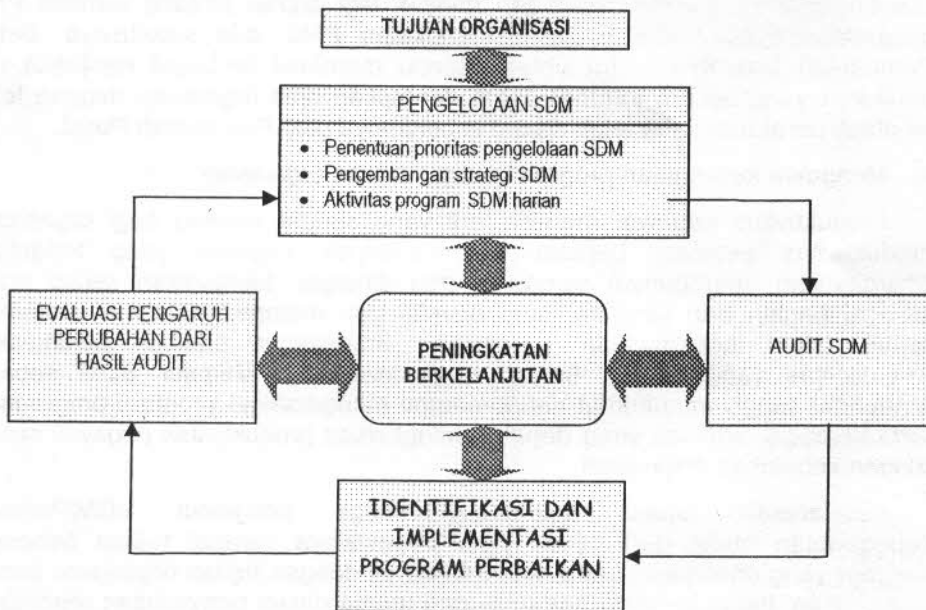 TUJUAN ORGANISASI
PENGELOLAAN SDM
• Penentuan prioritas pengelolaan SDM
• Pengembangan strategi SDM
• Aktivitas program SDM harian
EVALUASI PENGARUH
PERUBAHAN DARI
HASIL AUDIT
PENINGKATAN
BERKELANJUTAN
AUDIT SDM
IDENTIFIKASI DAN
IMPLEMENTASI
PROGRAM PERBAIKAN